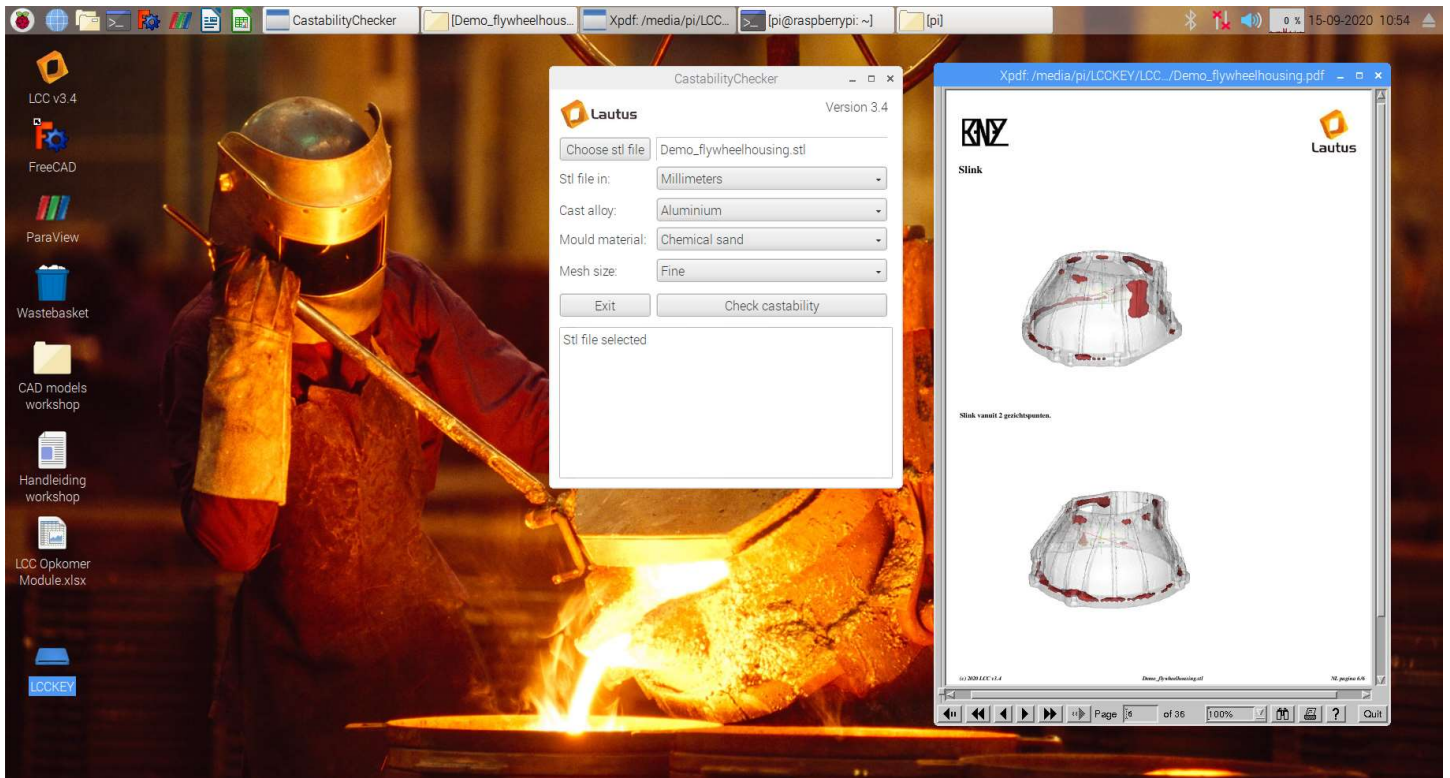 CastabilityChecker
[Demo_flywheelhous...
Xpdf: /media/pi/LCC...
[pi@raspberrypi: ~]
[pi]
0 %
15-09-2020 10:54
LCC v3.4
FreeCAD
ParaView
Wastebasket
CAD models
workshop
Handleiding
workshop
LCC Opkomer
Module.xlsx
LCCKEY
CastabilityChecker
Lautus
Version 3.4
Choose stl file
Demo_flywheelhousing.stl
Stl file in:
Millimeters
Cast alloy:
Aluminium
Mould material:
Chemical sand
Mesh size:
Fine
Exit
Check castability
Stl file selected
Xpdf: /media/pi/LCCKEY/LCC.../Demo_flywheelhousing.pdf
Lautus
Slink
Slink vanuit 2 gezichtspunten.
(c) 2020 LCC v3.4
Demo_flywheelhousing.stl
NL pagina 6/6
Page 6 of 36
100%
?
Quit